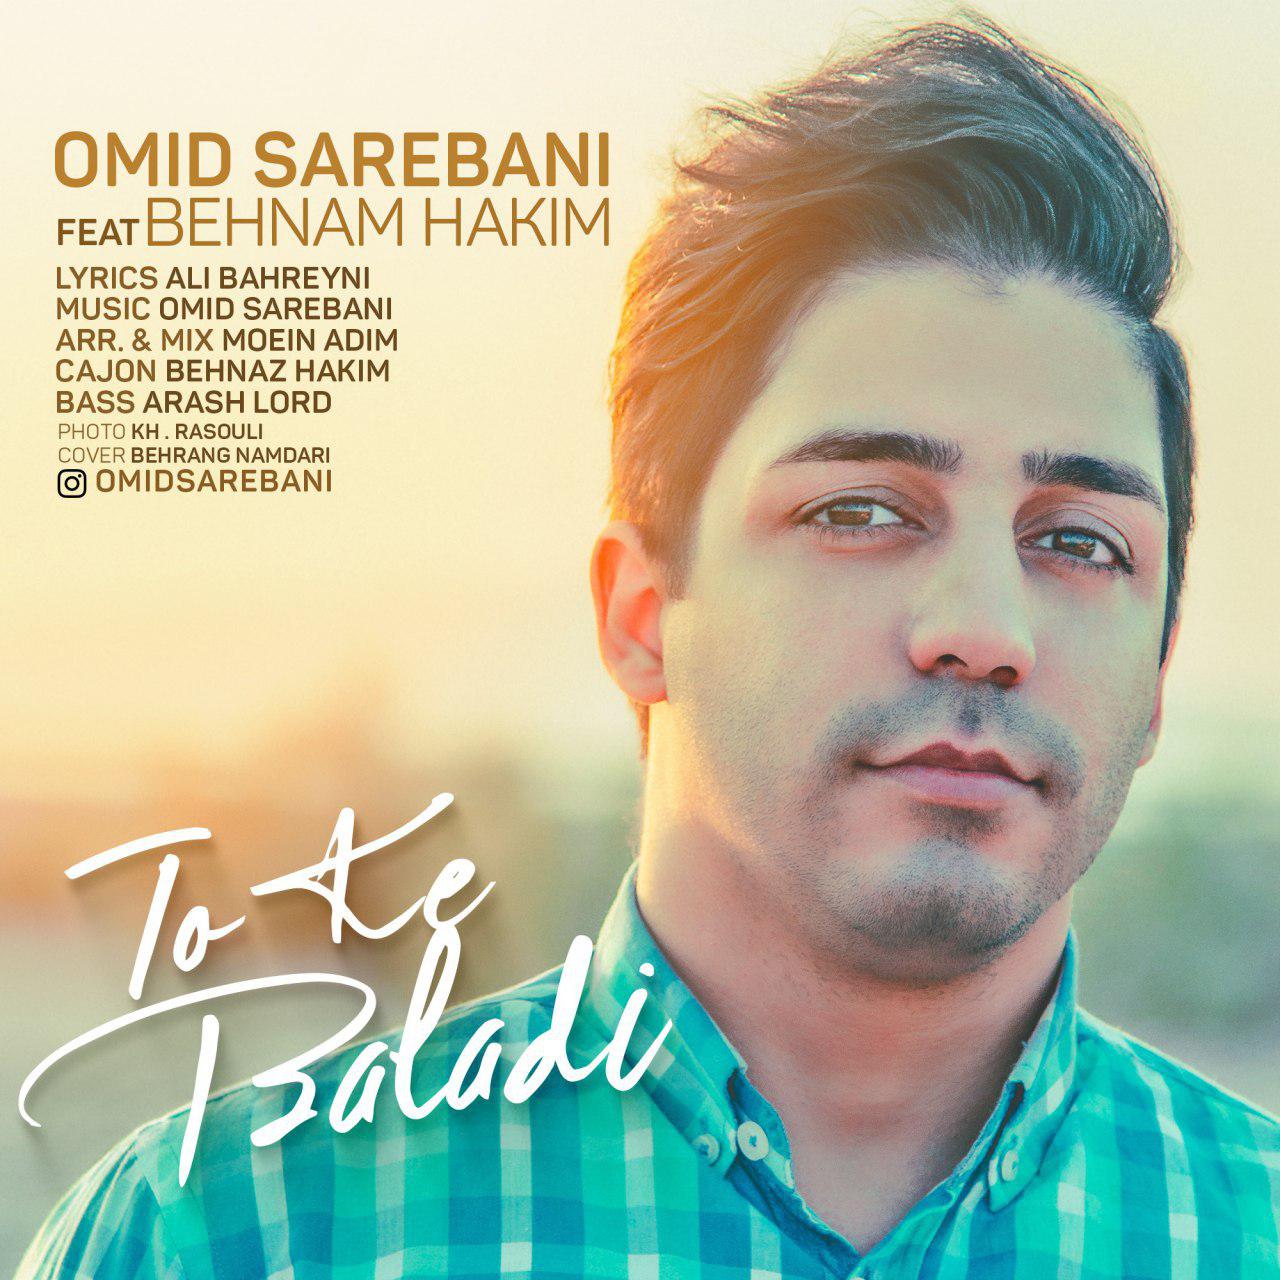 OMID SAREBANI
FEAT BEHNAM HAKIM
LYRICS ALI BAHREYNI
MUSIC OMID SAREBANI
ARR. & MIX MOEIN ADIM
CAJON BEHNAZ HAKIM
BASS ARASH LORD
PHOTO KH . RASOULI
COVER BEHRANG NAMDARI
OMIDSAREBANI
To Ke
Baladi